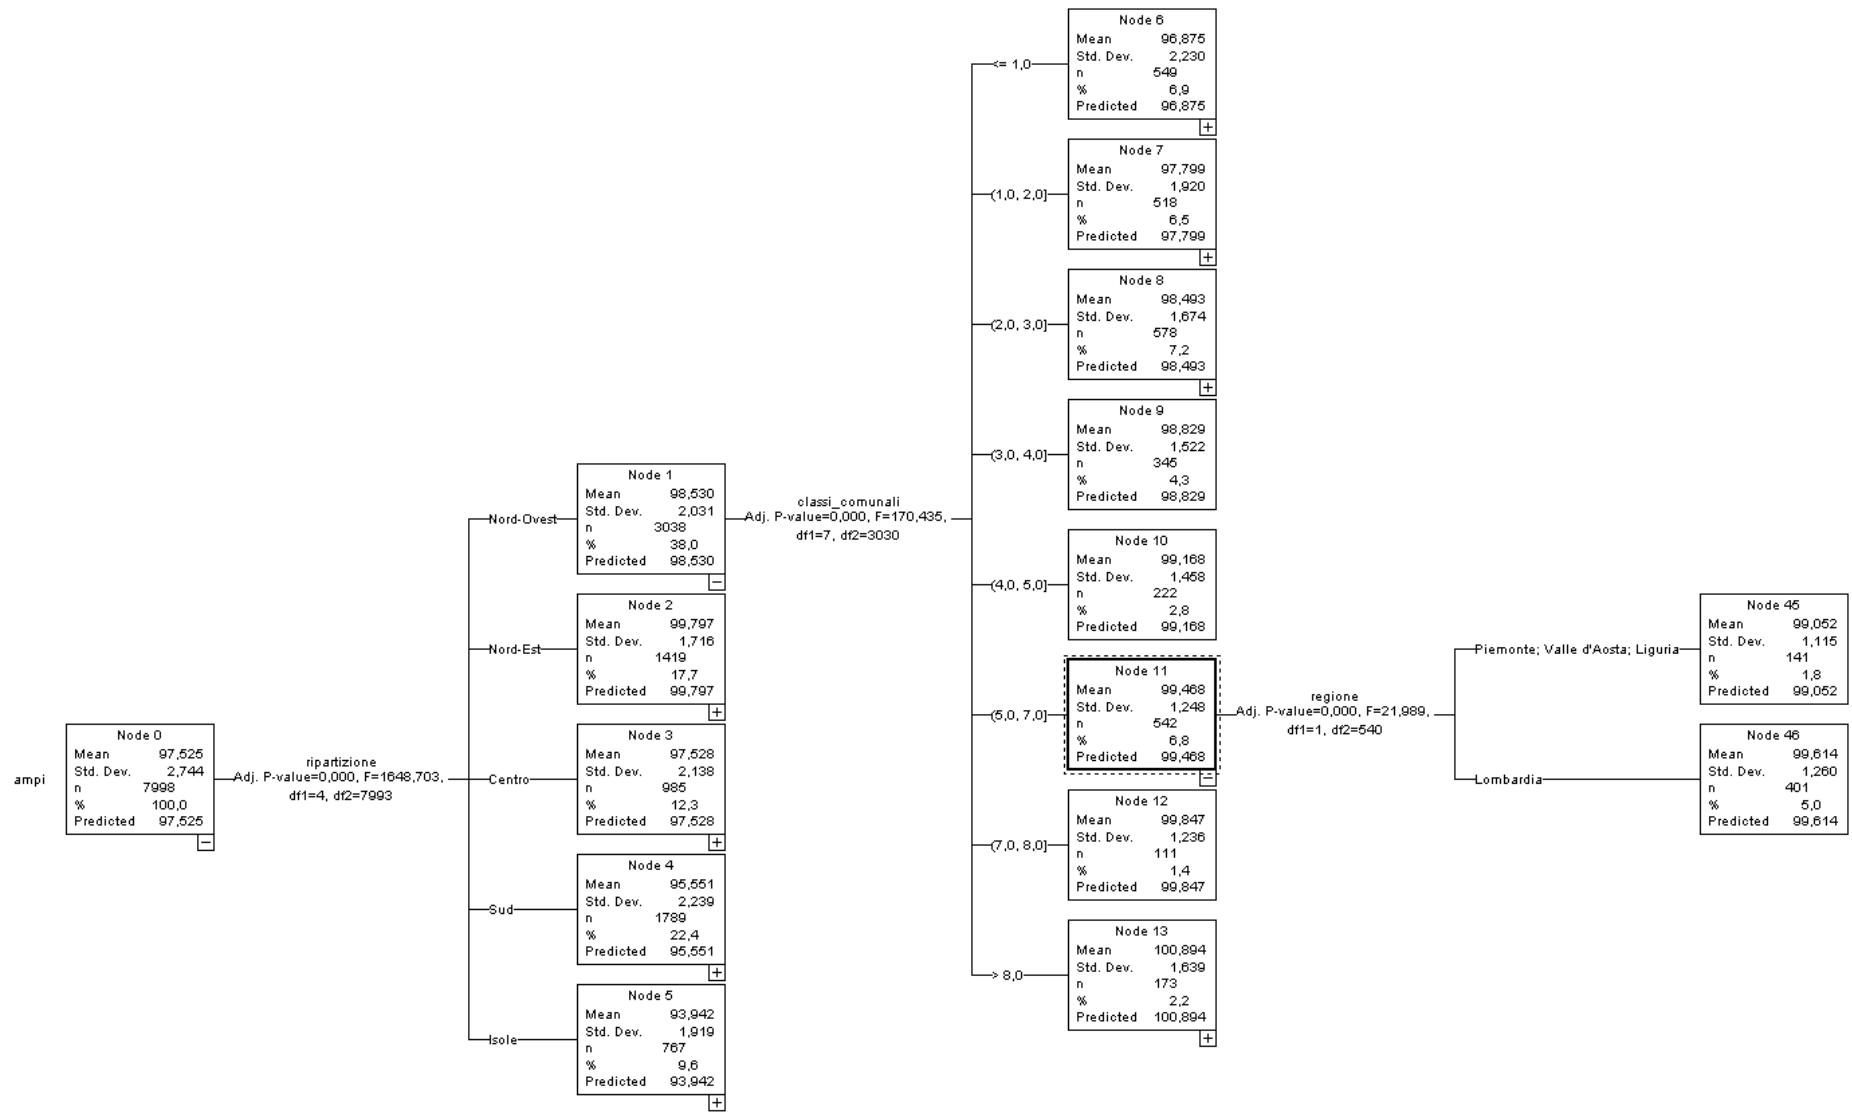 ampi
Node 0
Mean 97,525
Std. Dev. 2,744
n 7998
% 100,0
Predicted 97,525
ripartizione
Adj. P-value=0,000, F=1648,703,
df1=4, df2=7993
Nord-Ovest
Node 1
Mean 98,530
Std. Dev. 2,031
n 3038
% 38,0
Predicted 98,530
Nord-Est
Node 2
Mean 99,797
Std. Dev. 1,716
n 1419
% 17,7
Predicted 99,797
Centro
Node 3
Mean 97,528
Std. Dev. 2,138
n 985
% 12,3
Predicted 97,528
Sud
Node 4
Mean 95,551
Std. Dev. 2,239
n 1789
% 22,4
Predicted 95,551
Isole
Node 5
Mean 93,942
Std. Dev. 1,919
n 767
% 9,6
Predicted 93,942
classi_comunali
Adj. P-value=0,000, F=170,435,
df1=7, df2=3030
<= 1,0
Node 6
Mean 96,875
Std. Dev. 2,230
n 549
% 6,9
Predicted 96,875
(1,0, 2,0]
Node 7
Mean 97,799
Std. Dev. 1,920
n 518
% 6,5
Predicted 97,799
(2,0, 3,0]
Node 8
Mean 98,493
Std. Dev. 1,674
n 578
% 7,2
Predicted 98,493
(3,0, 4,0]
Node 9
Mean 98,829
Std. Dev. 1,522
n 345
% 4,3
Predicted 98,829
(4,0, 5,0]
Node 10
Mean 99,168
Std. Dev. 1,458
n 222
% 2,8
Predicted 99,168
(5,0, 7,0]
Node 11
Mean 99,468
Std. Dev. 1,248
n 542
% 6,8
Predicted 99,468
(7,0, 8,0]
Node 12
Mean 99,847
Std. Dev. 1,236
n 111
% 1,4
Predicted 99,847
> 8,0
Node 13
Mean 100,894
Std. Dev. 1,639
n 173
% 2,2
Predicted 100,894
regione
Adj. P-value=0,000, F=21,989,
df1=1, df2=540
Piemonte; Valle d'Aosta; Liguria
Node 45
Mean 99,052
Std. Dev. 1,115
n 141
% 1,8
Predicted 99,052
Lombardia
Node 46
Mean 99,614
Std. Dev. 1,260
n 401
% 5,0
Predicted 99,614